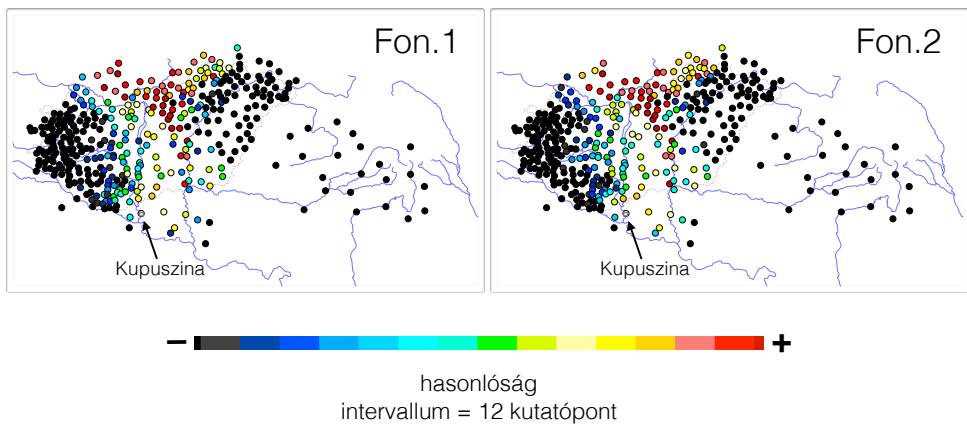 Fon.1
Kupuszina
Fon.2
Kupuszina
– +
hasonlóság
intervallum = 12 kutatópont